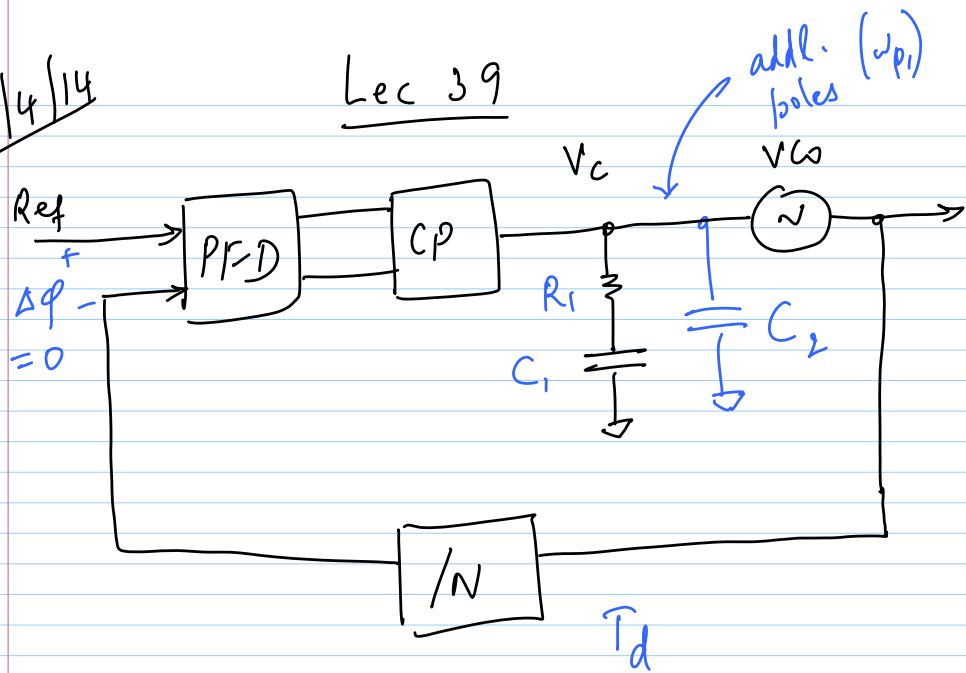 /4/14
Lec 39
addl. (ωp1)
poles
Vc
VCO
Ref
+
PFD
CP
Δφ -
= 0
R1
C1
C2
/N
Td